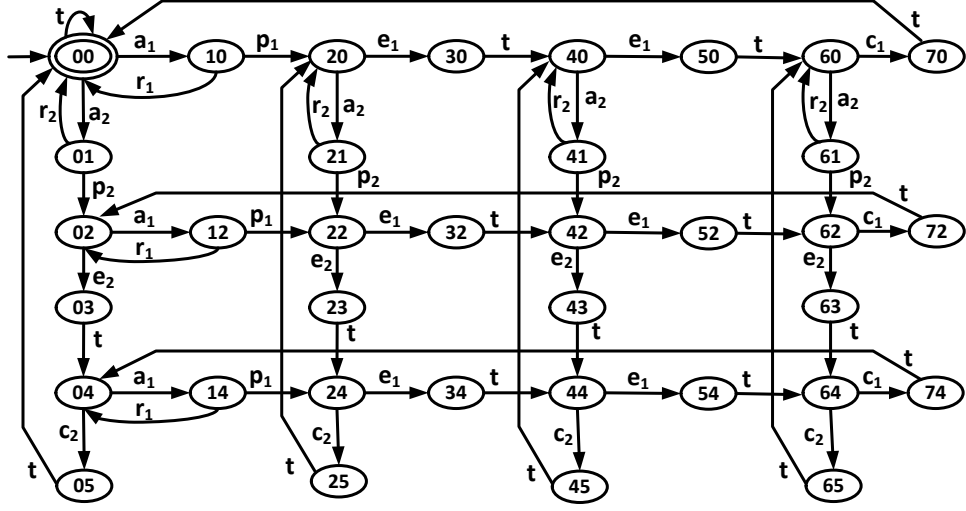 t t
00 a₁ 10 p₁ 20 e₁ 30 t 40 e₁ 50 t 60 c₁ 70
r₁
r₂ a₂ r₂ a₂ r₂ a₂ r₂ a₂
01 21 41 61
p₂ p₂ p₂ p₂
t
02 a₁ 12 p₁ 22 e₁ 32 t 42 e₁ 52 t 62 c₁ 72
r₁
e₂ e₂ e₂ e₂
03 23 43 63
t t t t
t
04 a₁ 14 p₁ 24 e₁ 34 t 44 e₁ 54 t 64 c₁ 74
r₁
c₂ c₂ c₂ c₂
t 05 t 25 t 45 t 65